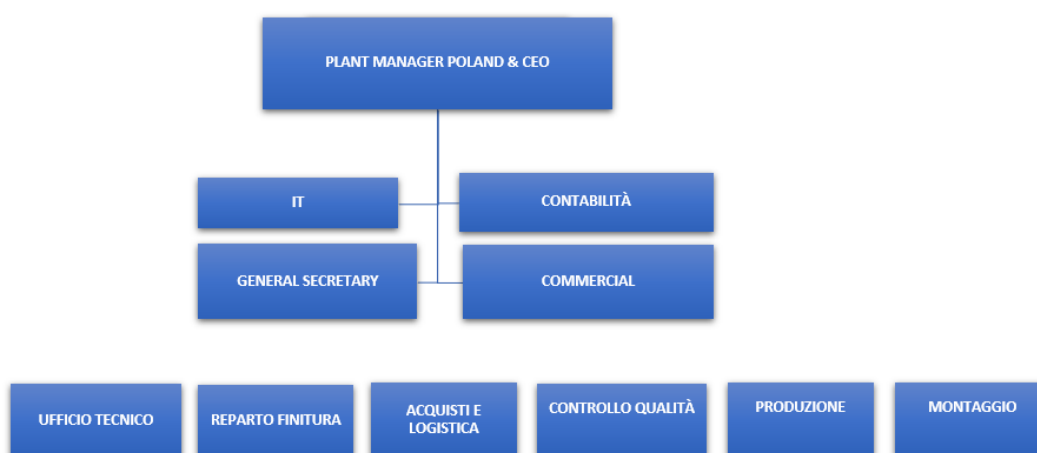 PLANT MANAGER POLAND & CEO
IT
CONTABILITÀ
GENERAL SECRETARY
COMMERCIAL
UFFICIO TECNICO
REPARTO FINITURA
ACQUISTI E
LOGISTICA
CONTROLLO QUALITÀ
PRODUZIONE
MONTAGGIO